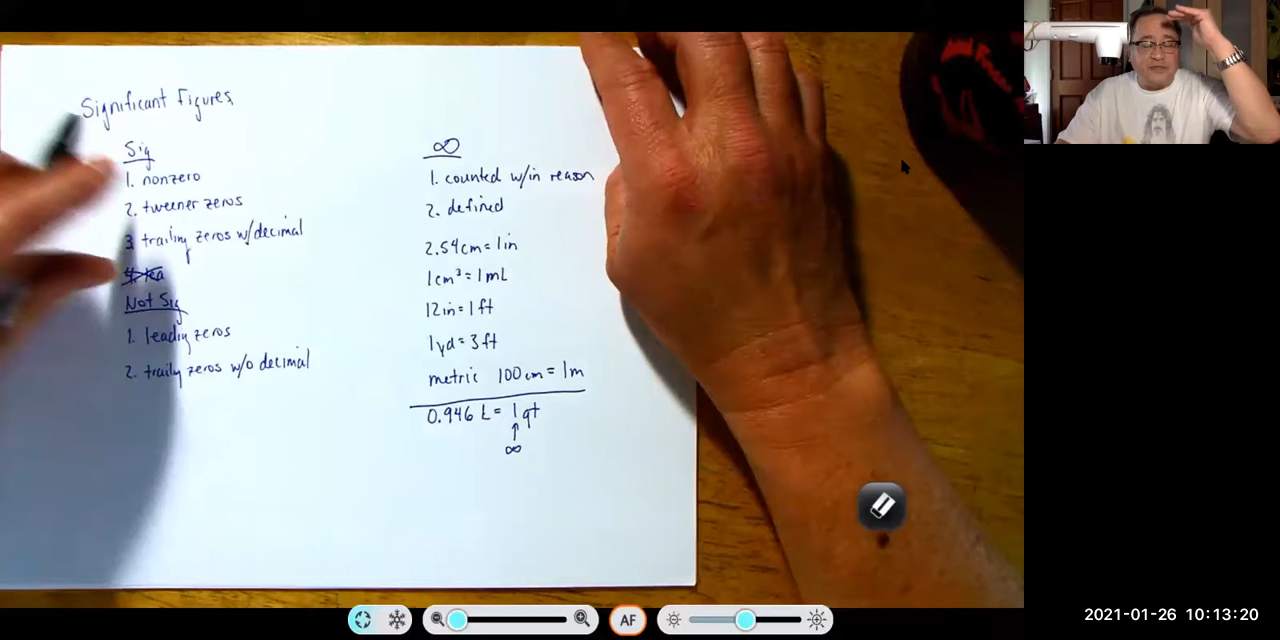 Significant Figures
Sig
1. nonzero
2. tweener zeros
3. trailing zeros w/decimal
Not Sig
1. leading zeros
2. traily zeros w/o decimal
∞
1. counted w/in reason
2. defined
2.54cm = 1in
1cm³ = 1mL
12in = 1ft
1yd = 3ft
metric 100cm = 1m
0.946 L = 1qt
↑
∞
AF
2021-01-26 10:13:20